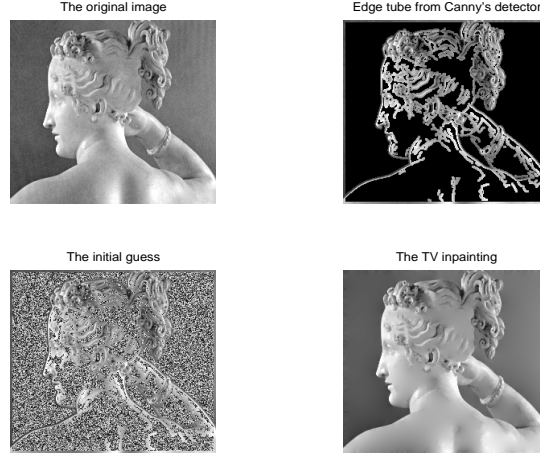 The original image
Edge tube from Canny's detector
The initial guess
The TV inpainting